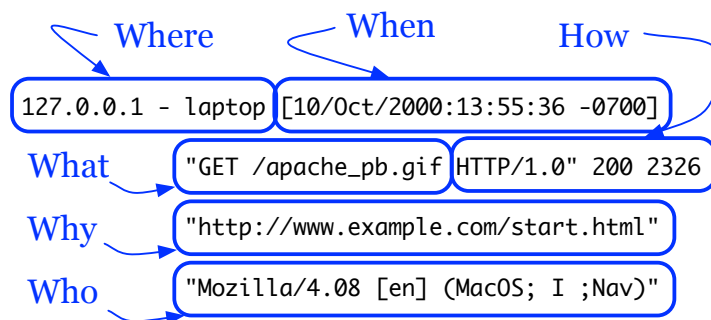 Where When How
127.0.0.1 - laptop [10/Oct/2000:13:55:36 -0700]
What "GET /apache_pb.gif HTTP/1.0" 200 2326
Why "http://www.example.com/start.html"
Who "Mozilla/4.08 [en] (MacOS; I ;Nav)"